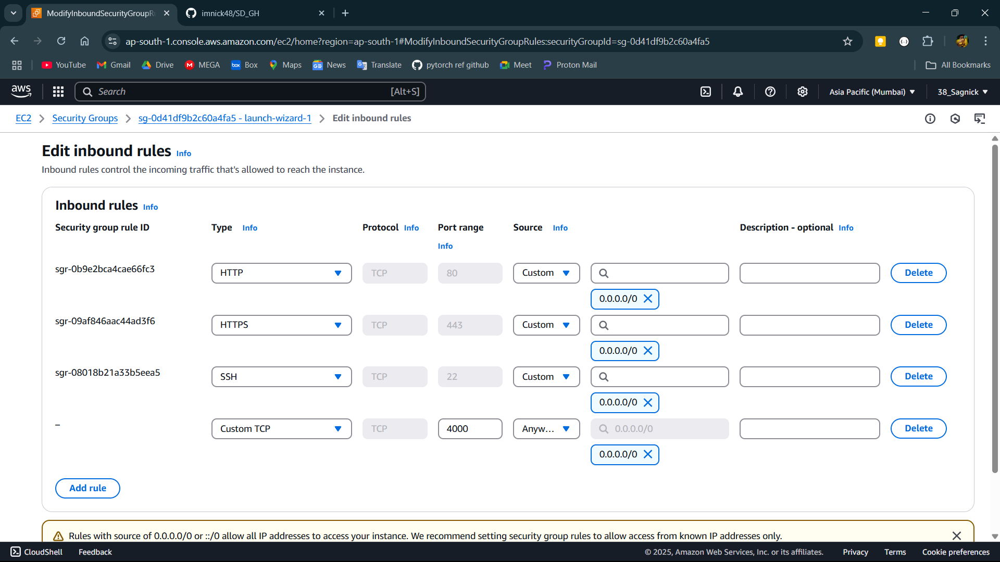 ModifyInboundSecurityGroupR
imnick48/SD_GH
ap-south-1.console.aws.amazon.com/ec2/home?region=ap-south-1#ModifyInboundSecurityGroupRules:securityGroupId=sg-0d41df9b2c60a4fa5
YouTube Gmail Drive MEGA Box Maps News Translate pytorch ref github Meet Proton Mail All Bookmarks
aws Search [Alt+S] Asia Pacific (Mumbai) 38_Sagnick
EC2 Security Groups sg-0d41df9b2c60a4fa5 - launch-wizard-1 Edit inbound rules
Edit inbound rules Info
Inbound rules control the incoming traffic that's allowed to reach the instance.
Inbound rules Info
Security group rule ID Type Info Protocol Info Port range Source Info Description - optional Info
Info
sgr-0b9e2bca4cae66fc3 HTTP TCP 80 Custom Delete
0.0.0.0/0
sgr-09af846aac44ad3f6 HTTPS TCP 443 Custom Delete
0.0.0.0/0
sgr-08018b21a33b5eea5 SSH TCP 22 Custom Delete
0.0.0.0/0
– Custom TCP TCP 4000 Anyw... 0.0.0.0/0 Delete
0.0.0.0/0
Add rule
Rules with source of 0.0.0.0/0 or ::/0 allow all IP addresses to access your instance. We recommend setting security group rules to allow access from known IP addresses only.
CloudShell Feedback © 2025, Amazon Web Services, Inc. or its affiliates. Privacy Terms Cookie preferences